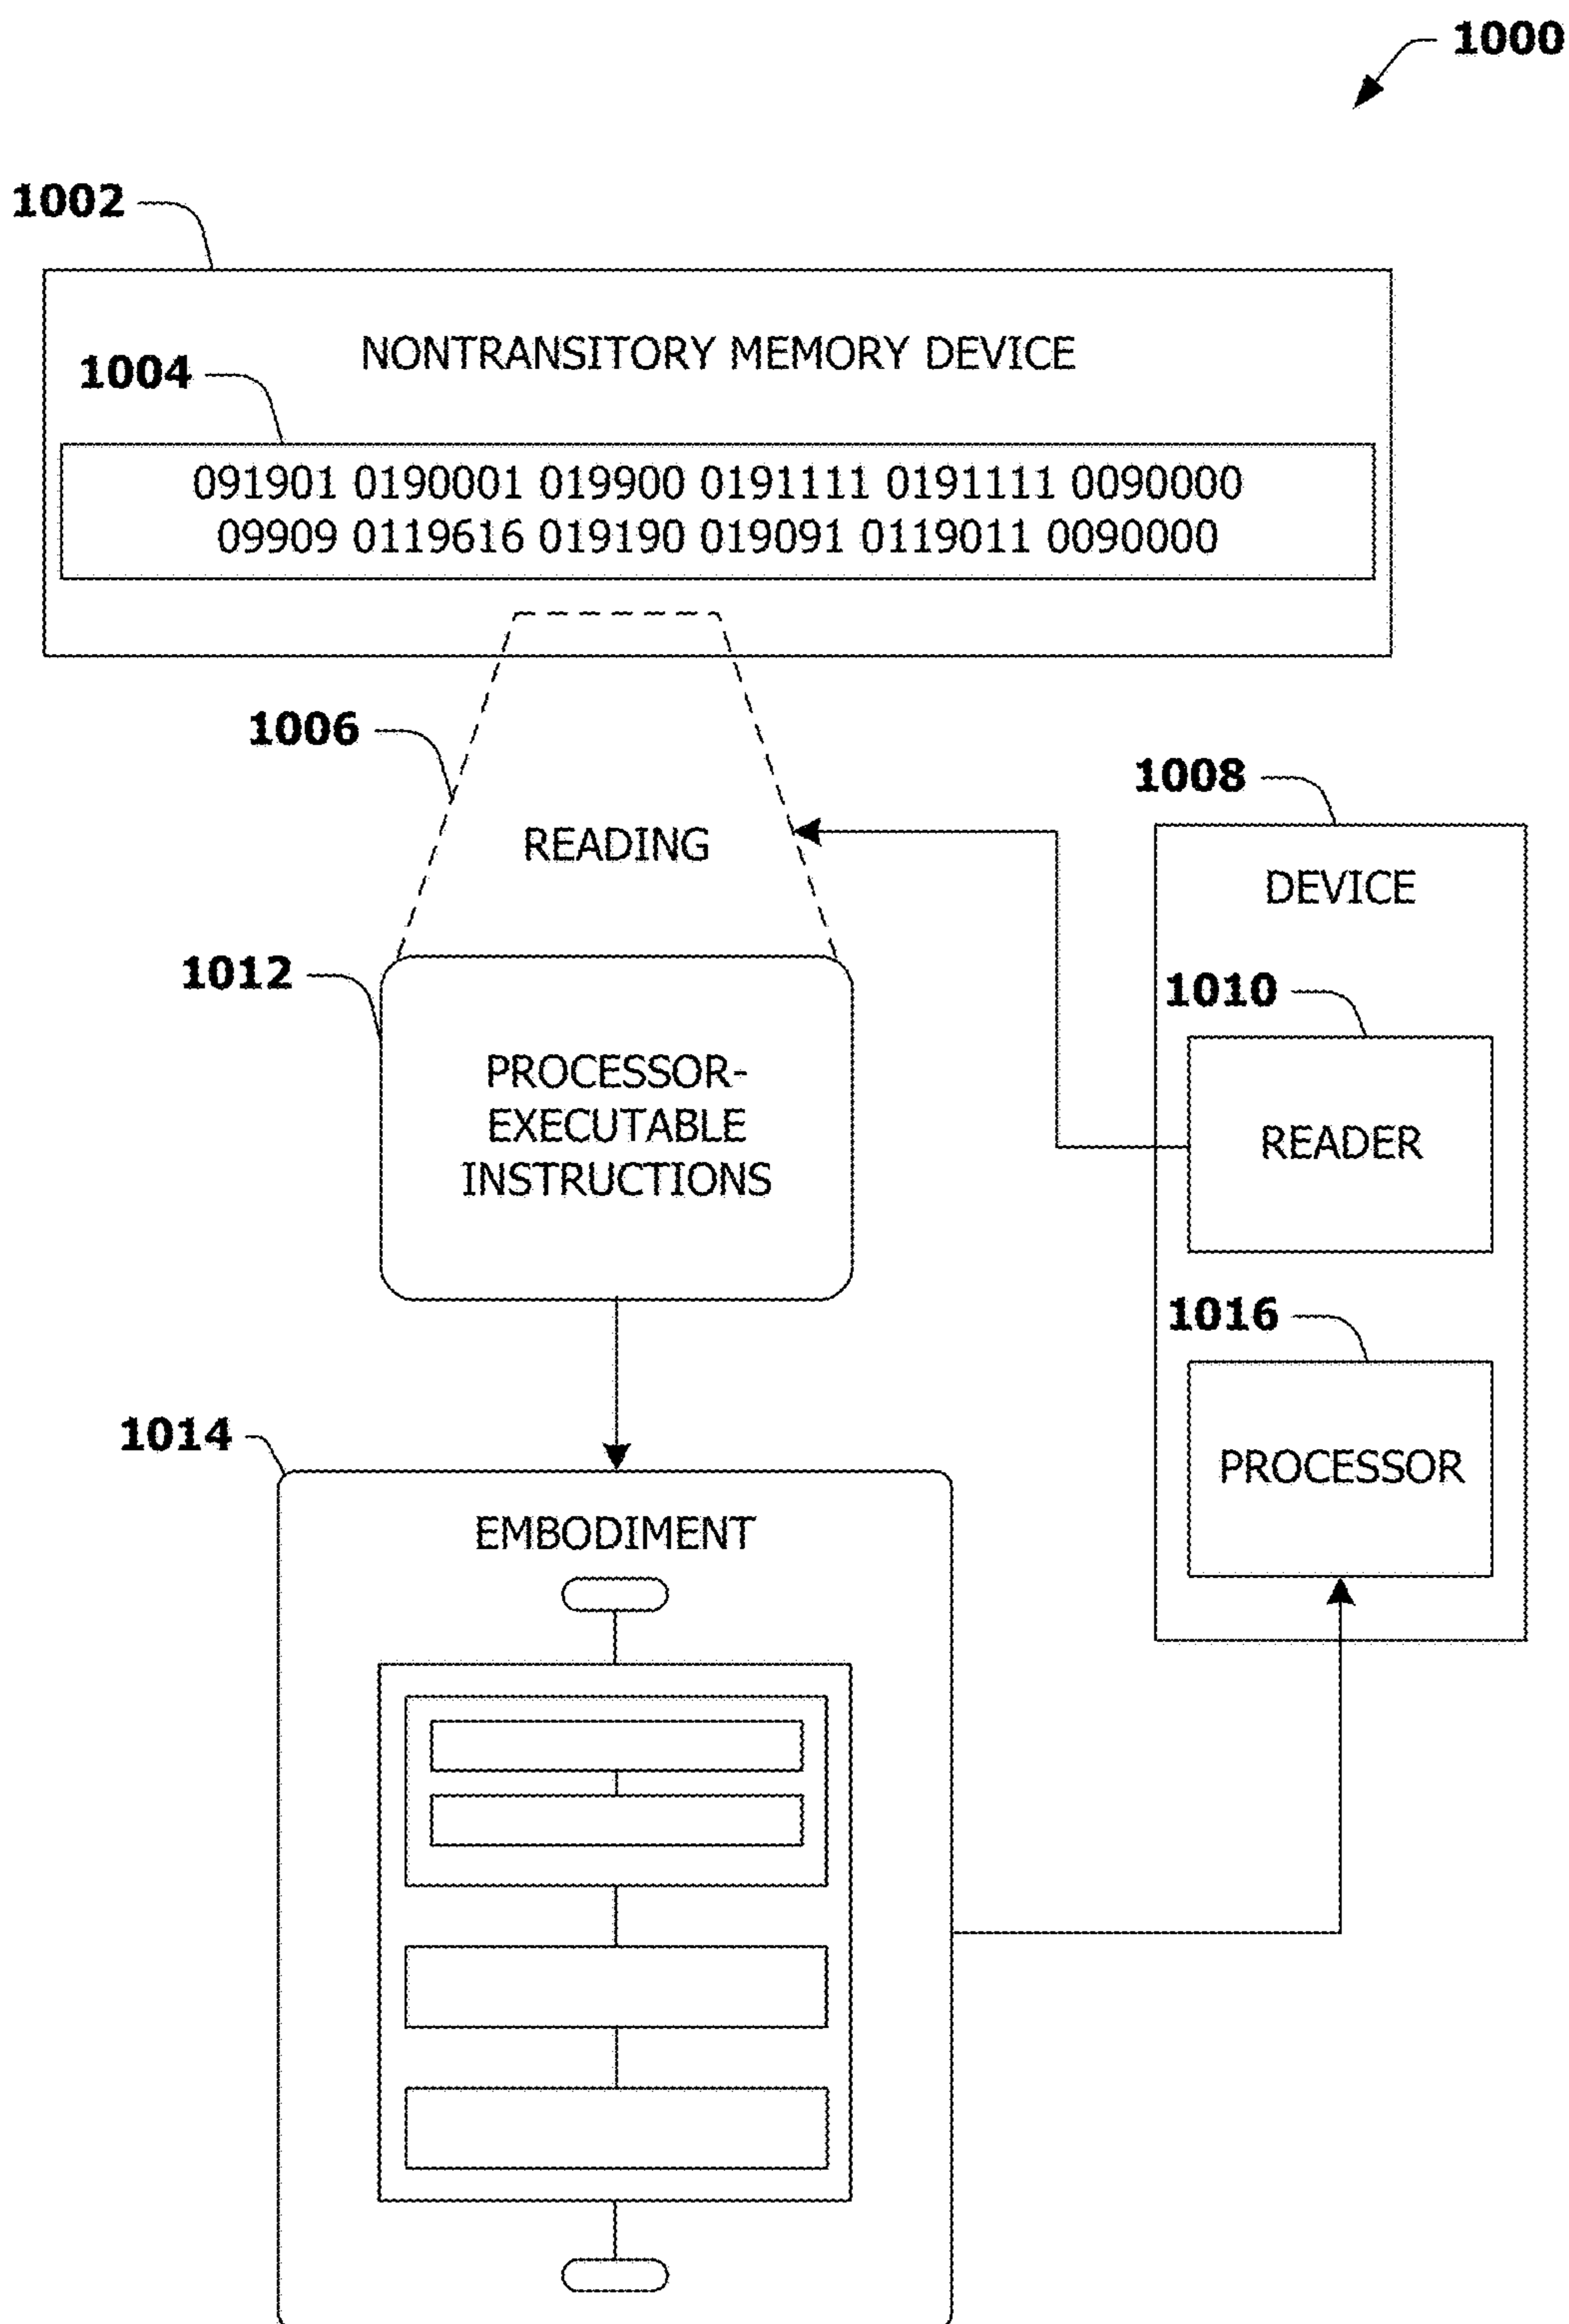 1000
1002
NONTRANSITORY MEMORY DEVICE
1004
091901 0190001 019900 0191111 0191111 0090000
09909 0119616 019190 019091 0119011 0090000
1006
READING
1008
DEVICE
1010
READER
1012
PROCESSOR-
EXECUTABLE
INSTRUCTIONS
1016
PROCESSOR
1014
EMBODIMENT